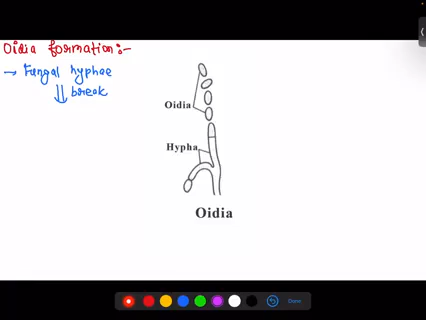 Oidia formation:-
→ Fungal hyphae
break
Oidia
Hypha
Oidia
Done